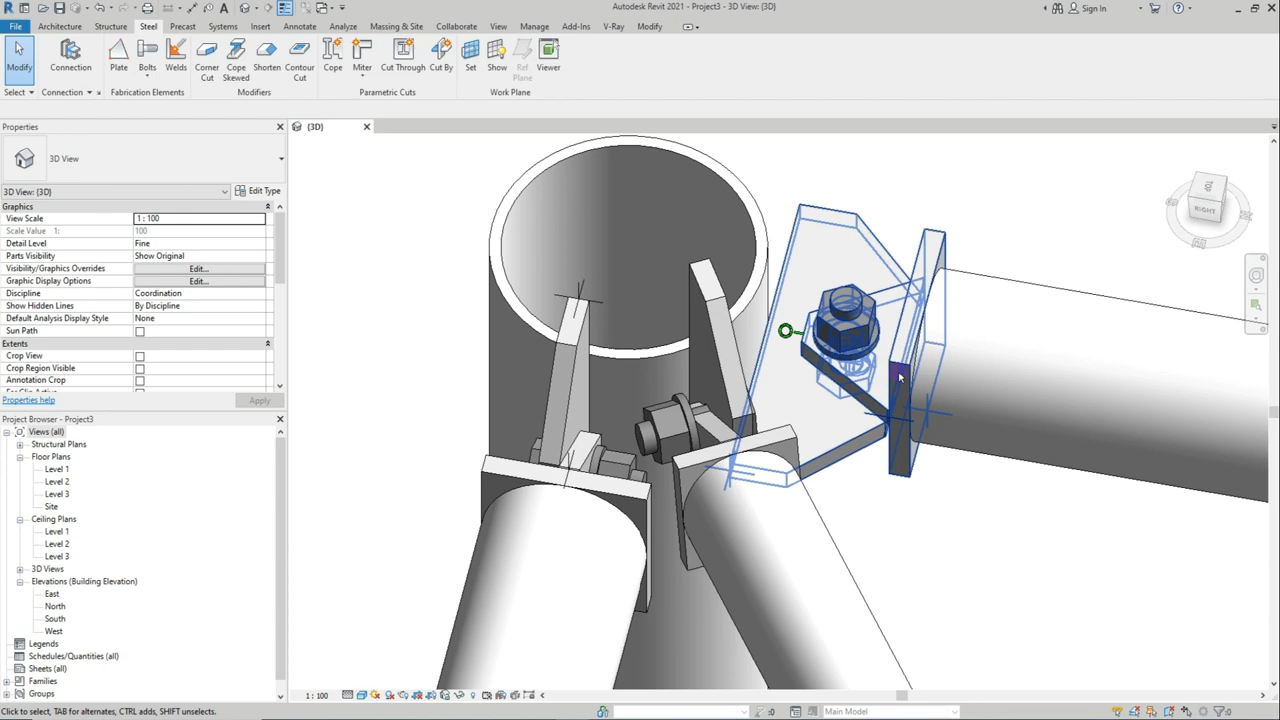 Autodesk Revit 2021 - Project3 - 3D View: {3D}
Sign In
File
Architecture
Structure
Steel
Precast
Systems
Insert
Annotate
Analyze
Massing & Site
Collaborate
View
Manage
Add-Ins
V-Ray
Modify
Modify
Connection
Plate
Bolts
Welds
Corner
Cut
Cope
Skewed
Shorten
Contour
Cut
Cope
Miter
Cut Through
Cut By
Set
Show
Ref
Plane
Viewer
Select
Connection
Fabrication Elements
Modifiers
Parametric Cuts
Work Plane
Properties
{3D}
3D View
3D View: {3D}
Edit Type
Graphics
View Scale
1 : 100
Scale Value 1:
100
Detail Level
Fine
Parts Visibility
Show Original
Visibility/Graphics Overrides
Edit...
Graphic Display Options
Edit...
Discipline
Coordination
Show Hidden Lines
By Discipline
Default Analysis Display Style
None
Sun Path
Extents
Crop View
Crop Region Visible
Annotation Crop
Properties help
Apply
Project Browser - Project3
Views (all)
Structural Plans
Floor Plans
Level 1
Level 2
Level 3
Site
Ceiling Plans
Level 1
Level 2
Level 3
3D Views
Elevations (Building Elevation)
East
North
South
West
Legends
Schedules/Quantities (all)
Sheets (all)
Families
Groups
TOP
RIGHT
1 : 100
Click to select, TAB for alternates, CTRL adds, SHIFT unselects.
:0
Main Model
:0